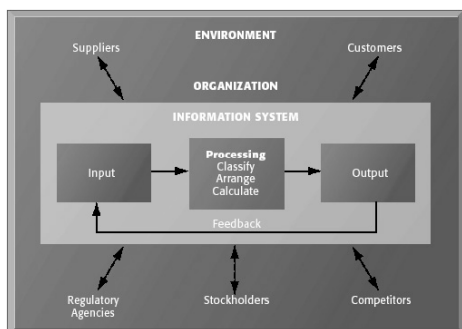 ENVIRONMENT
Suppliers
Customers
ORGANIZATION
INFORMATION SYSTEM
Input
Processing
Classify
Arrange
Calculate
Output
Feedback
Regulatory
Agencies
Stockholders
Competitors